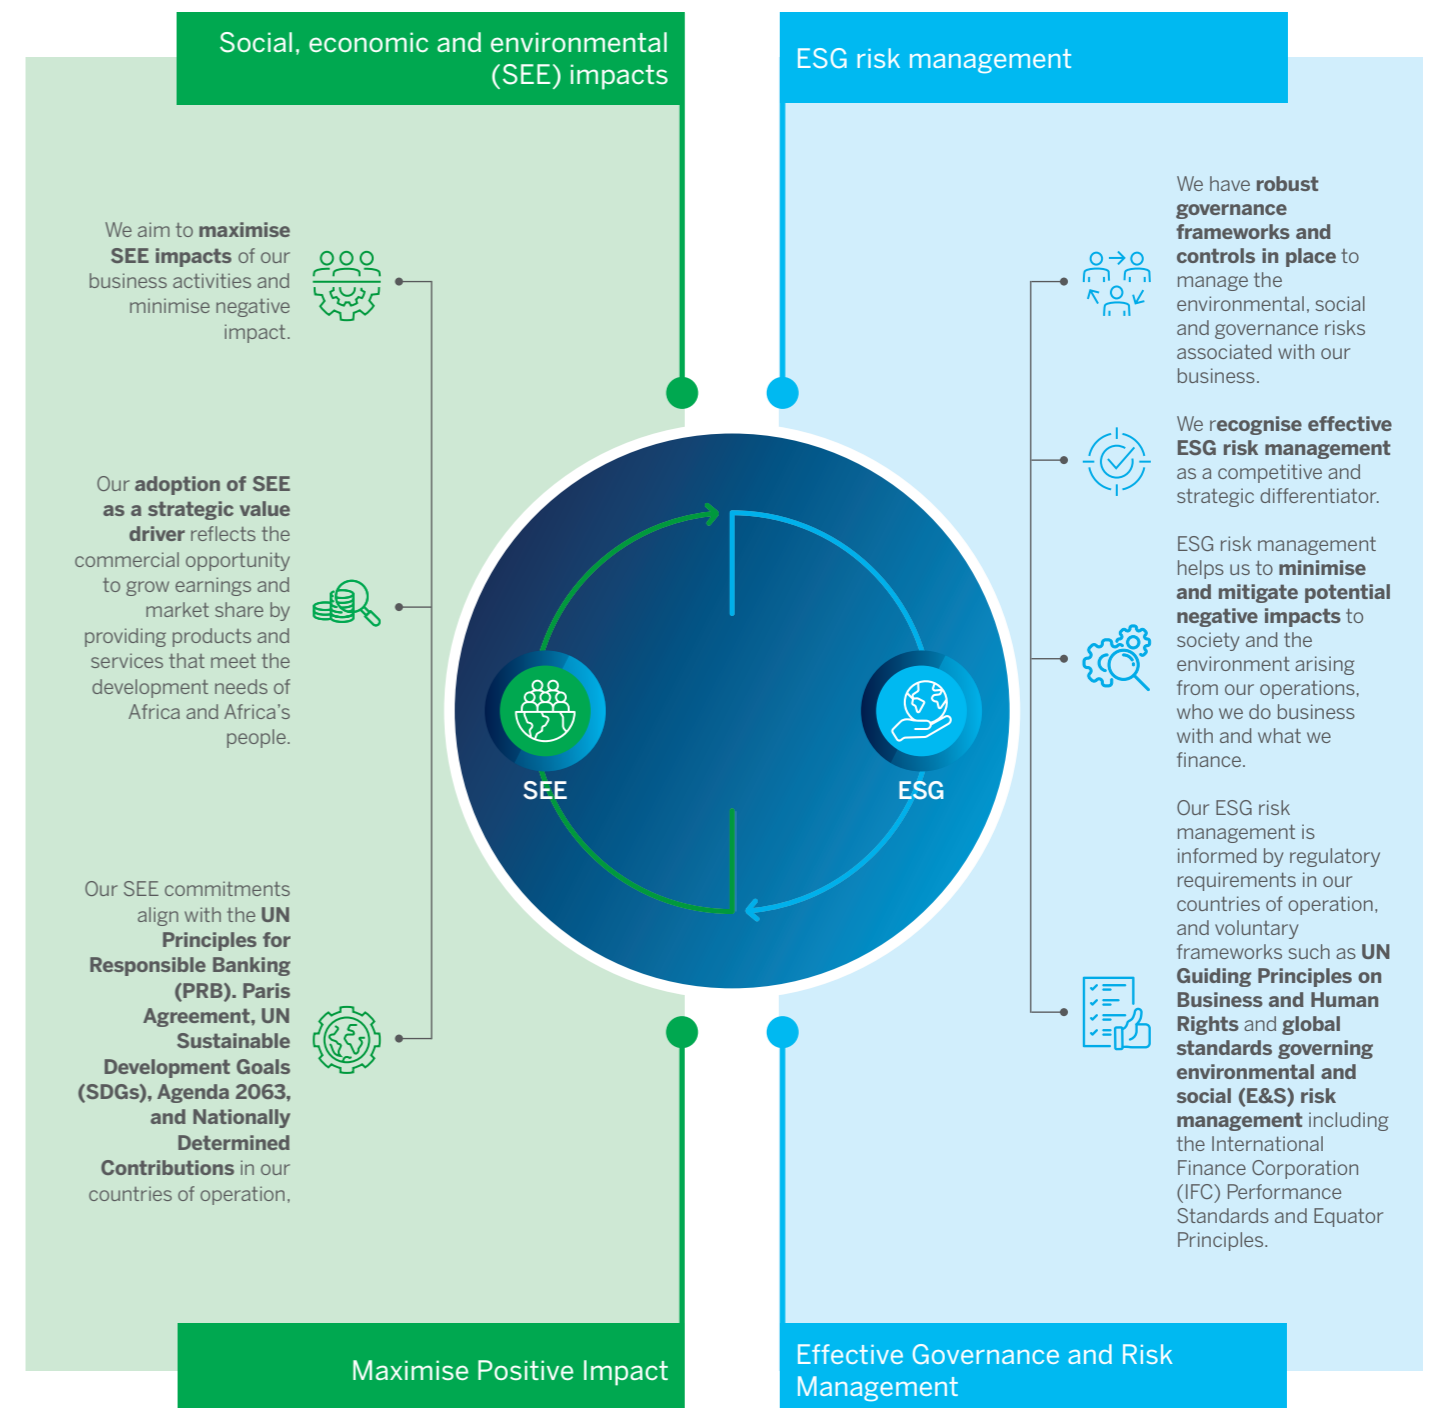 Social, economic and environmental
(SEE) impacts
We aim to maximise
SEE impacts of our
business activities and
minimise negative
impact.
Our adoption of SEE
as a strategic value
driver reflects the
commercial opportunity
to grow earnings and
market share by
providing products and
services that meet the
development needs of
Africa and Africa's
people.
Our SEE commitments
align with the UN
Principles for
Responsible Banking
(PRB). Paris
Agreement, UN
Sustainable
Development Goals
(SDGs), Agenda 2063,
and Nationally
Determined
Contributions in our
countries of operation,
Maximise Positive Impact
SEE
ESG
ESG risk management
We have robust
governance
frameworks and
controls in place to
manage the
environmental, social
and governance risks
associated with our
business.
We recognise effective
ESG risk management
as a competitive and
strategic differentiator.
ESG risk management
helps us to minimise
and mitigate potential
negative impacts to
society and the
environment arising
from our operations,
who we do business
with and what we
finance.
Our ESG risk
management is
informed by regulatory
requirements in our
countries of operation,
and voluntary
frameworks such as UN
Guiding Principles on
Business and Human
Rights and global
standards governing
environmental and
social (E&S) risk
management including
the International
Finance Corporation
(IFC) Performance
Standards and Equator
Principles.
Effective Governance and Risk
Management